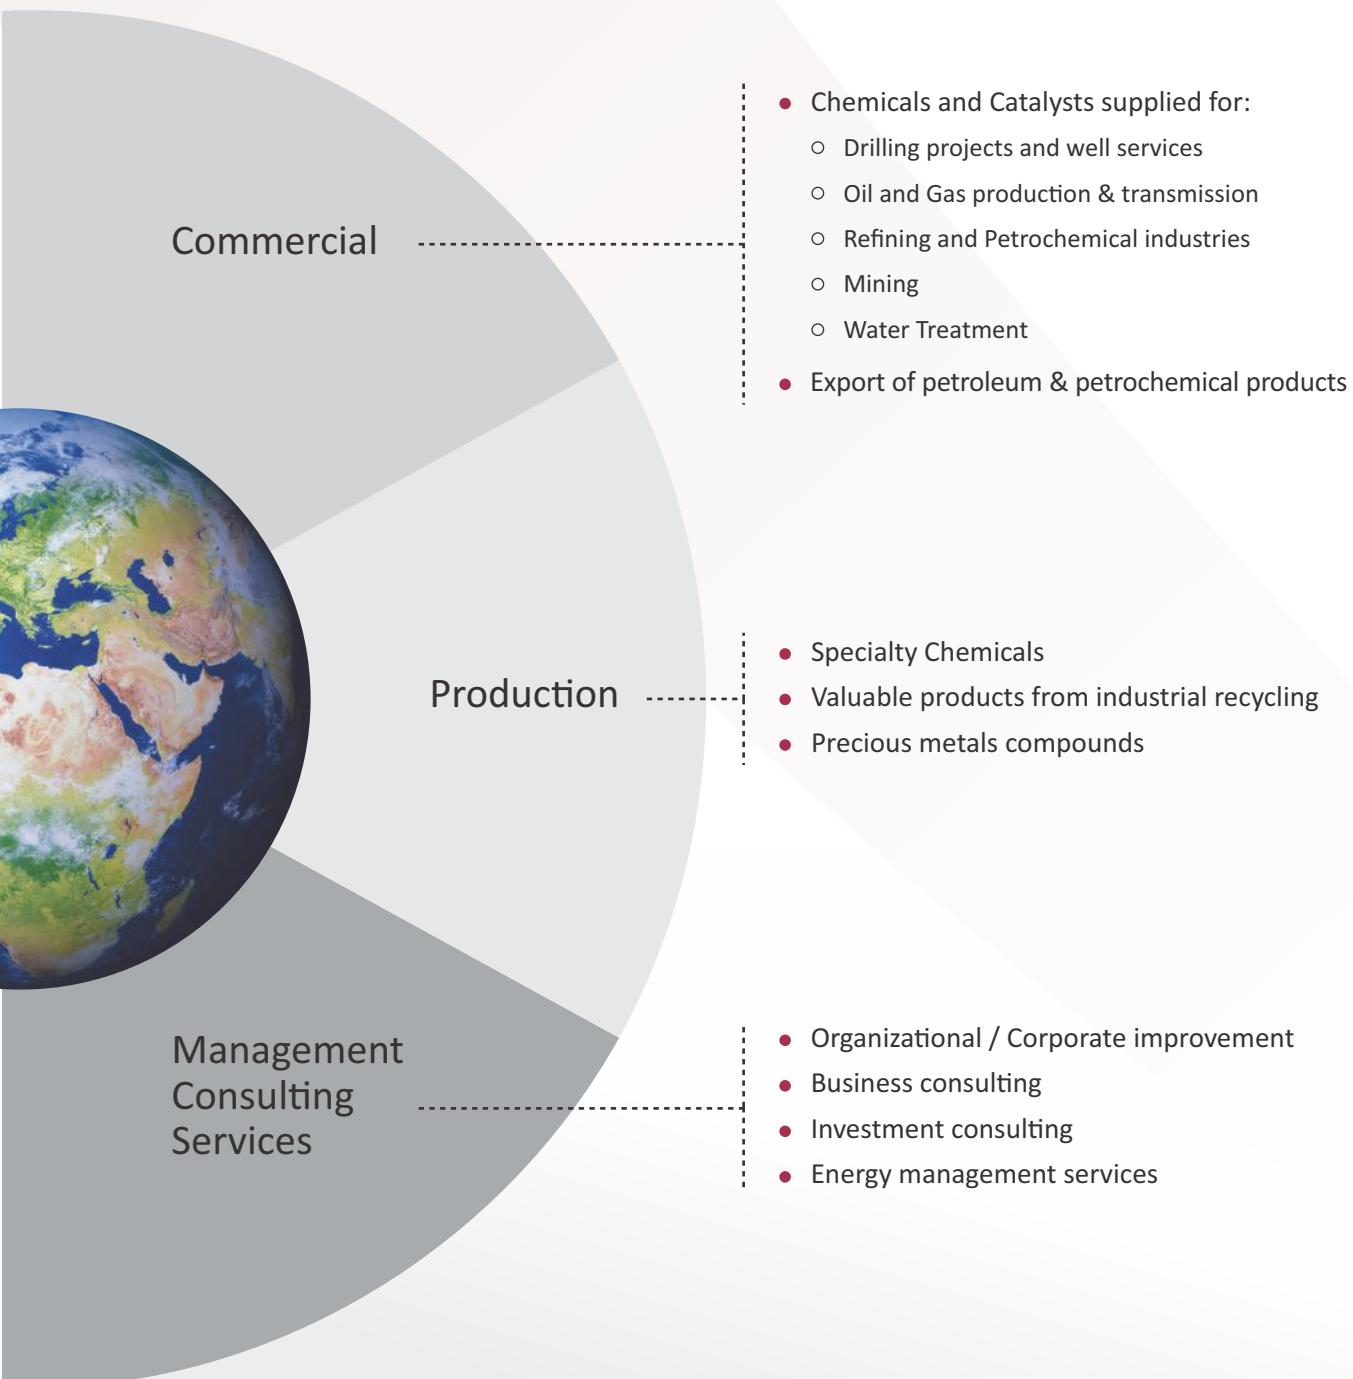 Commercial
Chemicals and Catalysts supplied for:
Drilling projects and well services
Oil and Gas production & transmission
Refining and Petrochemical industries
Mining
Water Treatment
Export of petroleum & petrochemical products
Production
Specialty Chemicals
Valuable products from industrial recycling
Precious metals compounds
Management
Consulting
Services
Organizational / Corporate improvement
Business consulting
Investment consulting
Energy management services